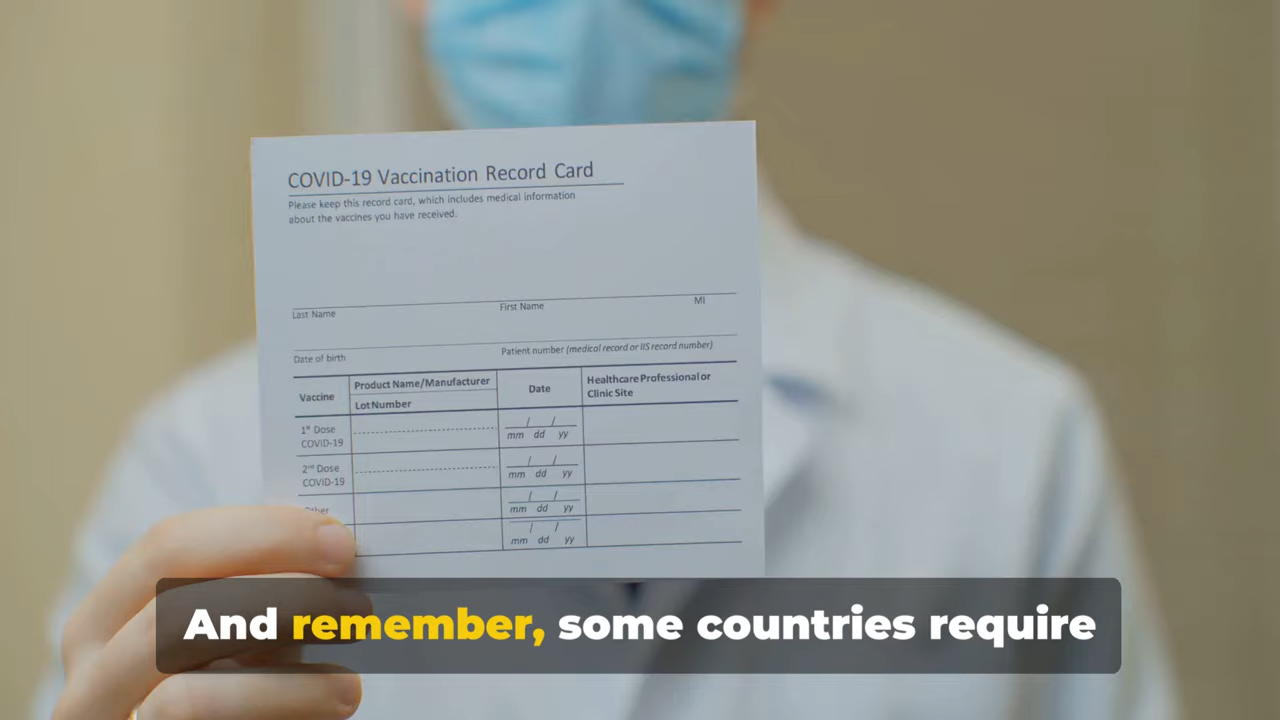 COVID-19 Vaccination Record Card
Please keep this record card, which includes medical information
about the vaccines you have received.
Last Name First Name MI
Date of birth Patient number (medical record or IIS record number)
Vaccine Product Name/Manufacturer Date Healthcare Professional or
Lot Number Clinic Site
1st Dose
COVID-19 / /
mm dd yy
2nd Dose
COVID-19 / /
mm dd yy
Other / /
mm dd yy
/ /
mm dd yy
And remember, some countries require